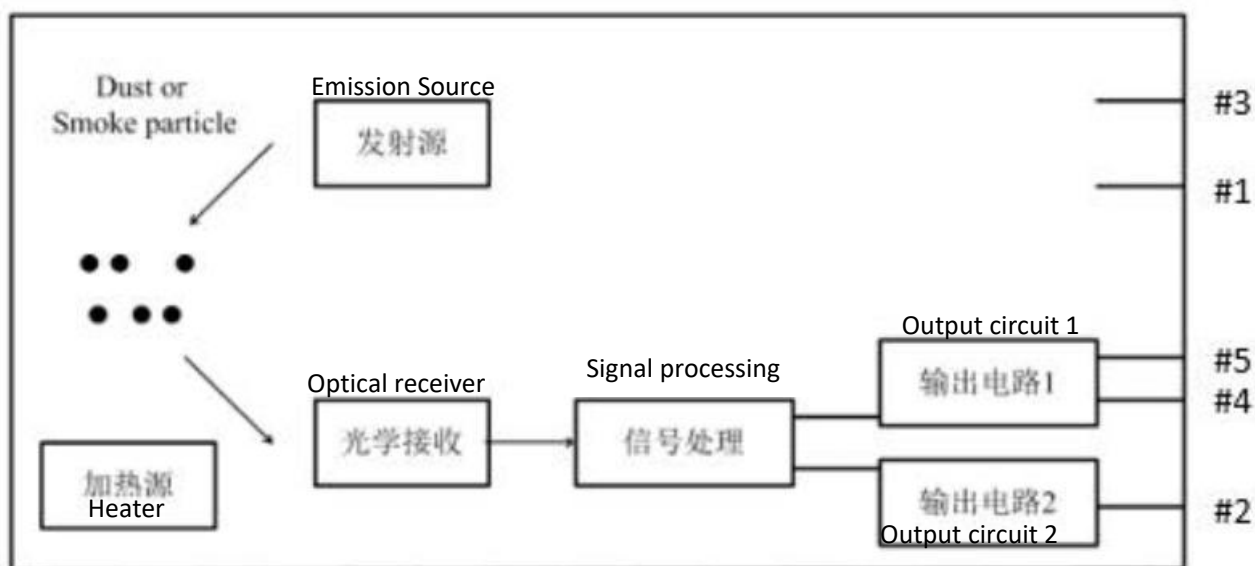 Dust or
Smoke particle
Emission Source
发射源
#3
#1
Optical receiver
光学接收
Signal processing
信号处理
Output circuit 1
输出电路1
#5
#4
加热源
Heater
输出电路2
Output circuit 2
#2